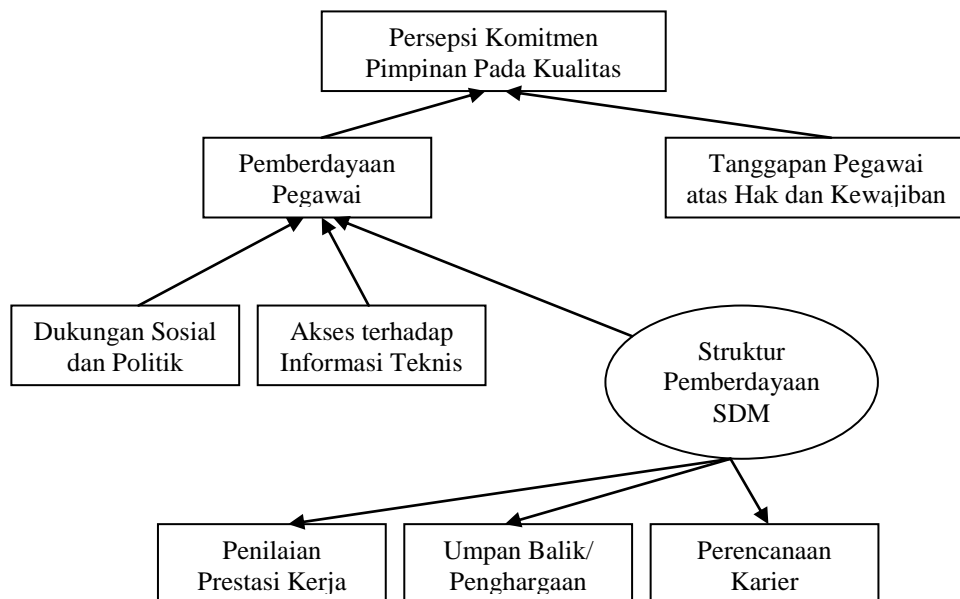 Persepsi Komitmen
Pimpinan Pada Kualitas
Pemberdayaan
Pegawai
Tanggapan Pegawai
atas Hak dan Kewajiban
Dukungan Sosial
dan Politik
Akses terhadap
Informasi Teknis
Struktur
Pemberdayaan
SDM
Penilaian
Prestasi Kerja
Umpan Balik/
Penghargaan
Perencanaan
Karier